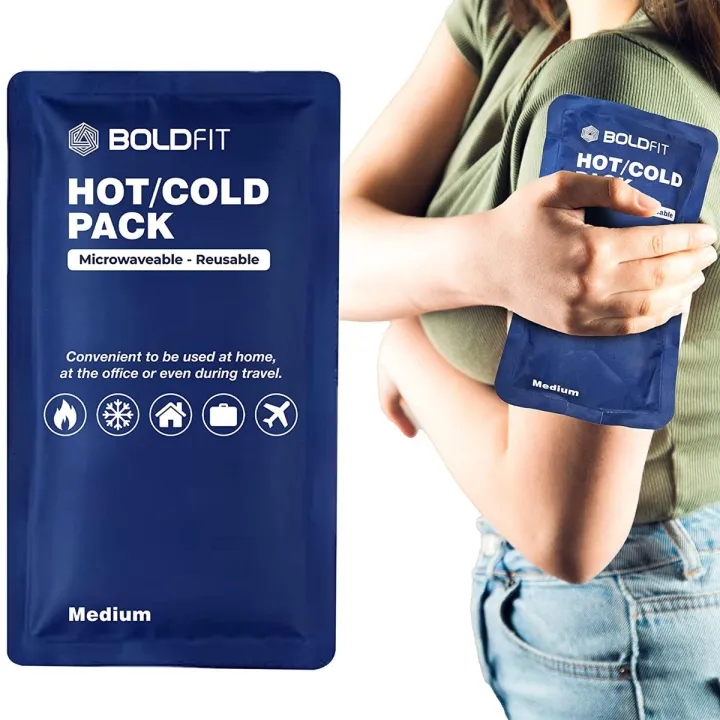 BOLDFIT
HOT/COLD
PACK
Microwaveable - Reusable
Convenient to be used at home,
at the office or even during travel.
Medium
BOLDFIT
HOT/COLD
PACK
Medium